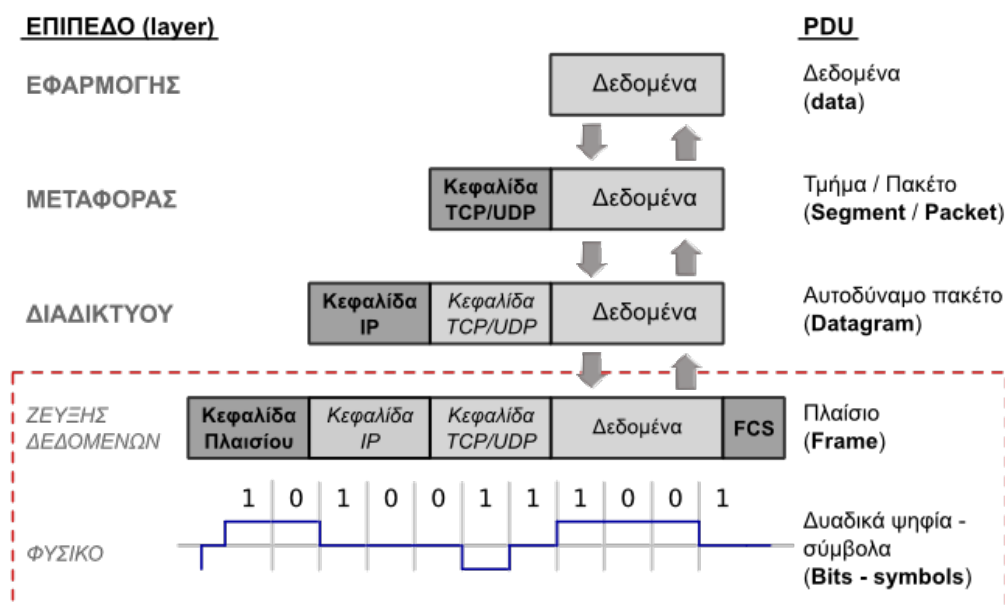 ΕΠΙΠΕΔΟ (layer)
PDU
ΕΦΑΡΜΟΓΗΣ
Δεδομένα
Δεδομένα
(data)
ΜΕΤΑΦΟΡΑΣ
Κεφαλίδα
TCP/UDP
Δεδομένα
Τμήμα / Πακέτο
(Segment / Packet)
ΔΙΑΔΙΚΤΥΟΥ
Κεφαλίδα
IP
Κεφαλίδα
TCP/UDP
Δεδομένα
Αυτοδύναμο πακέτο
(Datagram)
ΖΕΥΞΗΣ
ΔΕΔΟΜΕΝΩΝ
Κεφαλίδα
Πλαισίου
Κεφαλίδα
IP
Κεφαλίδα
TCP/UDP
Δεδομένα
FCS
Πλαίσιο
(Frame)
1 0 1 0 0 1 1 1 0 0 1
ΦΥΣΙΚΟ
Δυαδικά ψηφία -
σύμβολα
(Bits - symbols)